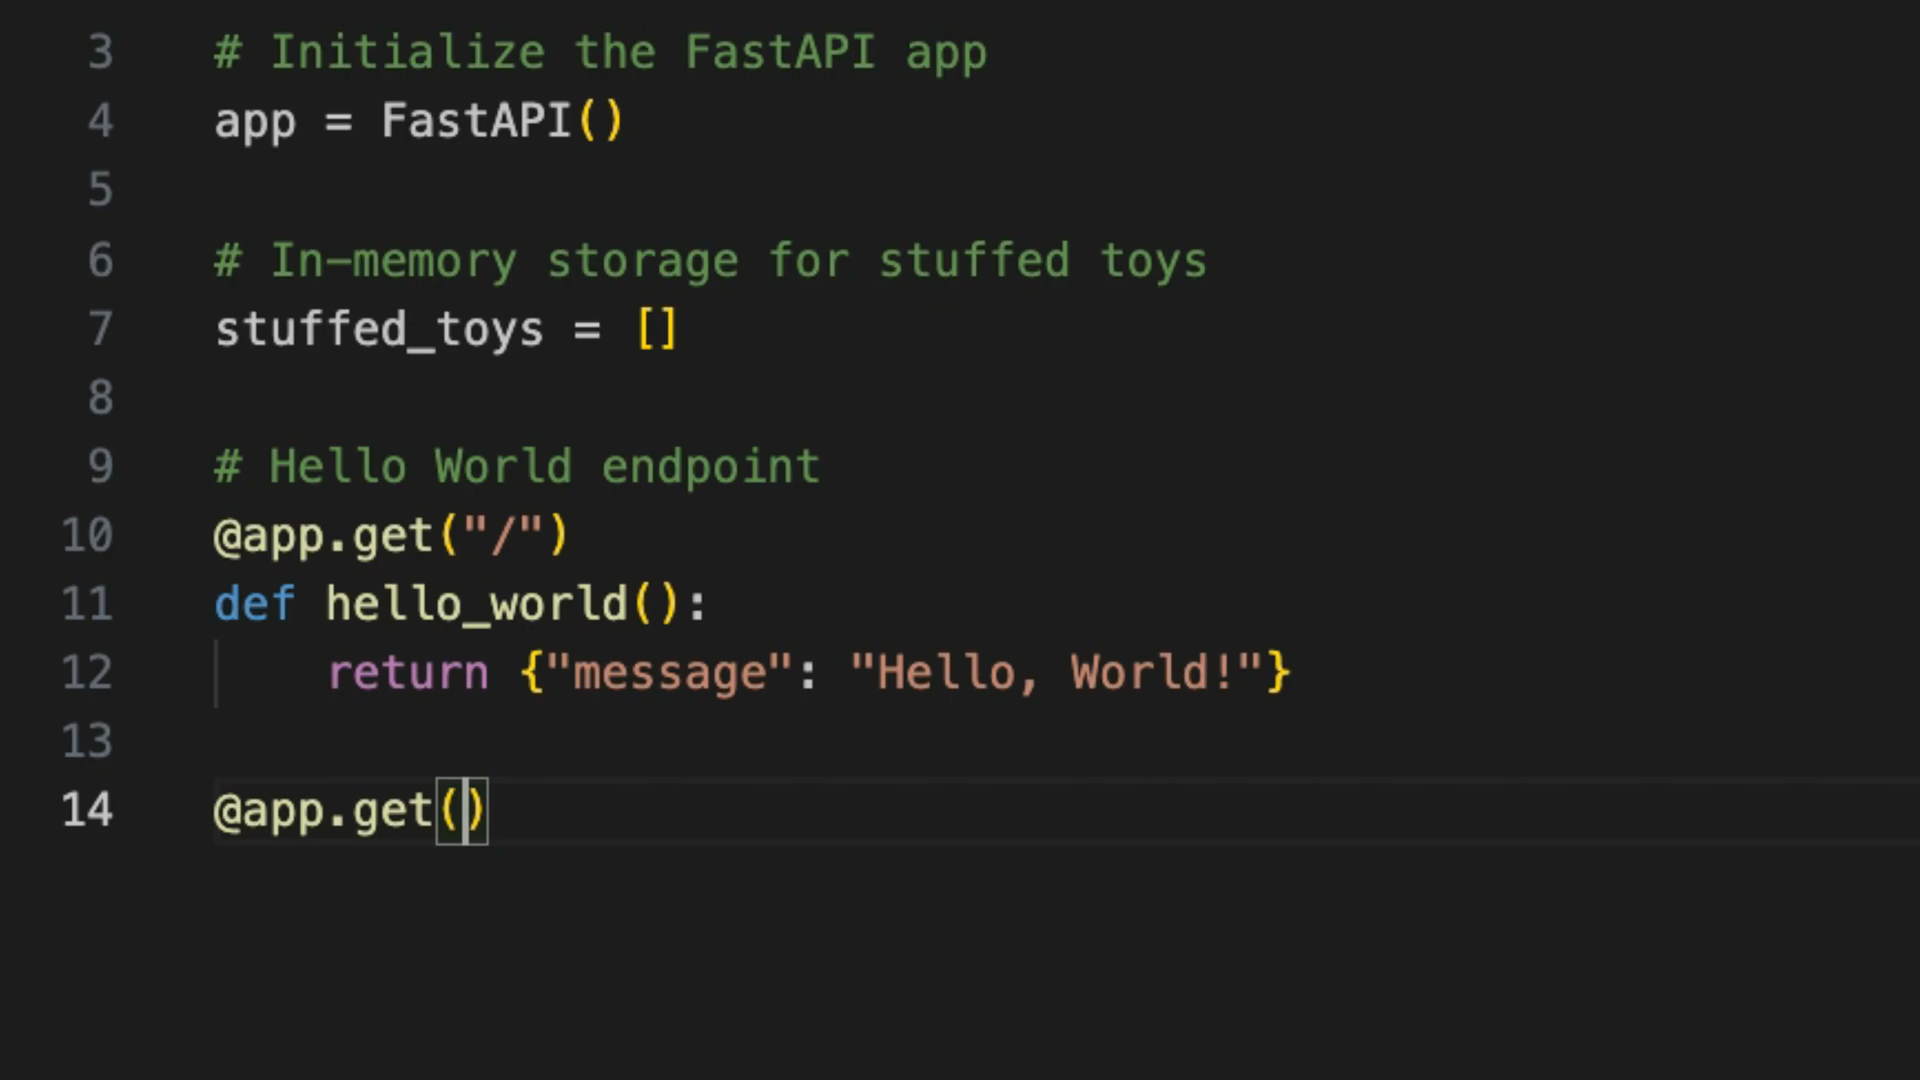 3 # Initialize the FastAPI app
4 app = FastAPI()
5
6 # In-memory storage for stuffed toys
7 stuffed_toys = []
8
9 # Hello World endpoint
10 @app.get("/")
11 def hello_world():
12     return {"message": "Hello, World!"}
13
14 @app.get()